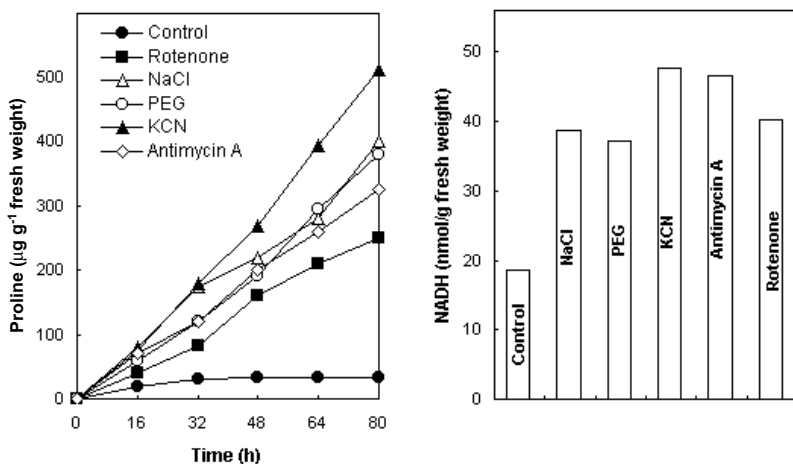 Control
Rotenone
NaCl
PEG
KCN
Antimycin A
500
400
300
200
100
0
Proline (µg g-1 fresh weight)
0 16 32 48 64 80
Time (h)
50
40
30
20
10
0
NADH (nmol/g fresh weight)
Control
NaCl
PEG
KCN
Antimycin A
Rotenone